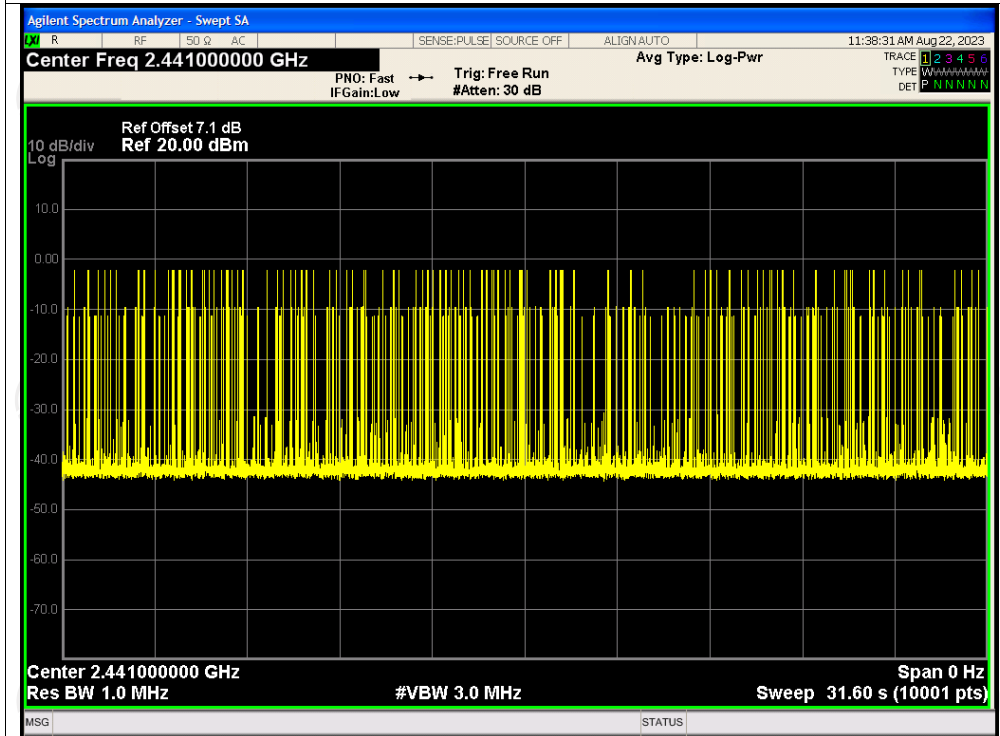 Agilent Spectrum Analyzer - Swept SA
LXI R RF 50 Ω AC SENSE:PULSE SOURCE OFF ALIGN AUTO 11:38:31 AM Aug 22, 2023
Center Freq 2.441000000 GHz Avg Type: Log-Pwr TRACE 1 2 3 4 5 6
PNO: Fast Trig: Free Run TYPE WWWWWW
IFGain:Low #Atten: 30 dB DET P N N N N N
Ref Offset 7.1 dB
10 dB/div Ref 20.00 dBm
Log
10.0
0.00
-10.0
-20.0
-30.0
-40.0
-50.0
-60.0
-70.0
Center 2.441000000 GHz Span 0 Hz
Res BW 1.0 MHz #VBW 3.0 MHz Sweep 31.60 s (10001 pts)
MSG STATUS